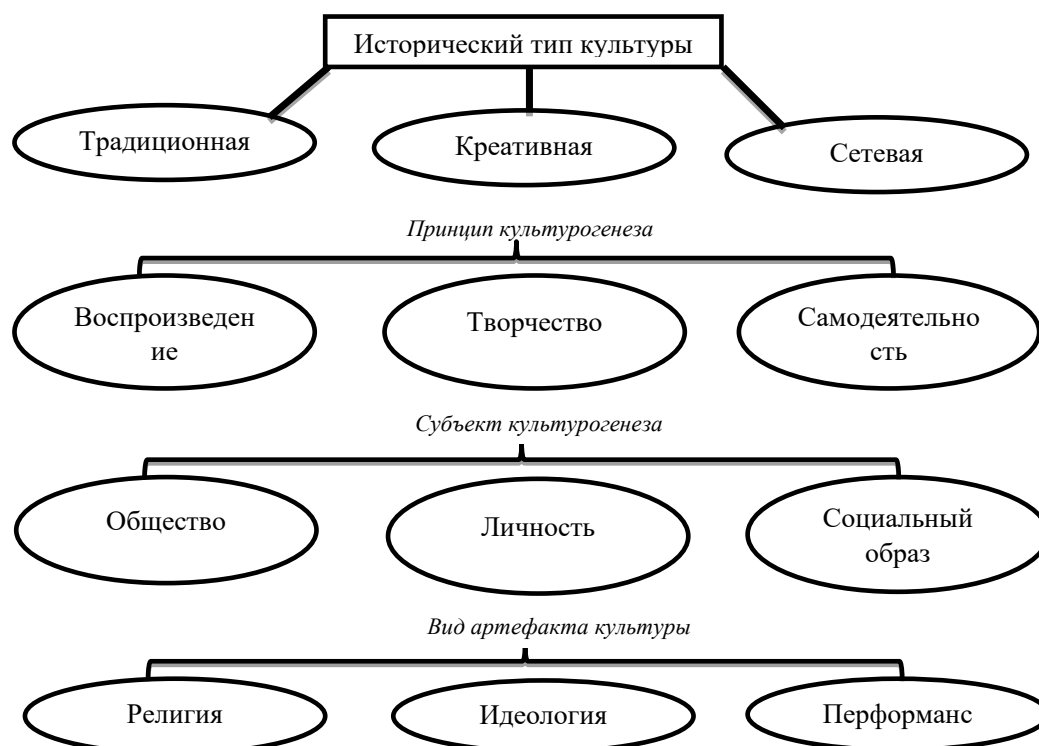 Исторический тип культуры
Традиционная
Креативная
Сетевая
Принцип культурогенеза
Воспроизведен
ие
Творчество
Самодеятельно
сть
Субъект культурогенеза
Общество
Личность
Социальный
образ
Вид артефакта культуры
Религия
Идеология
Перформанс